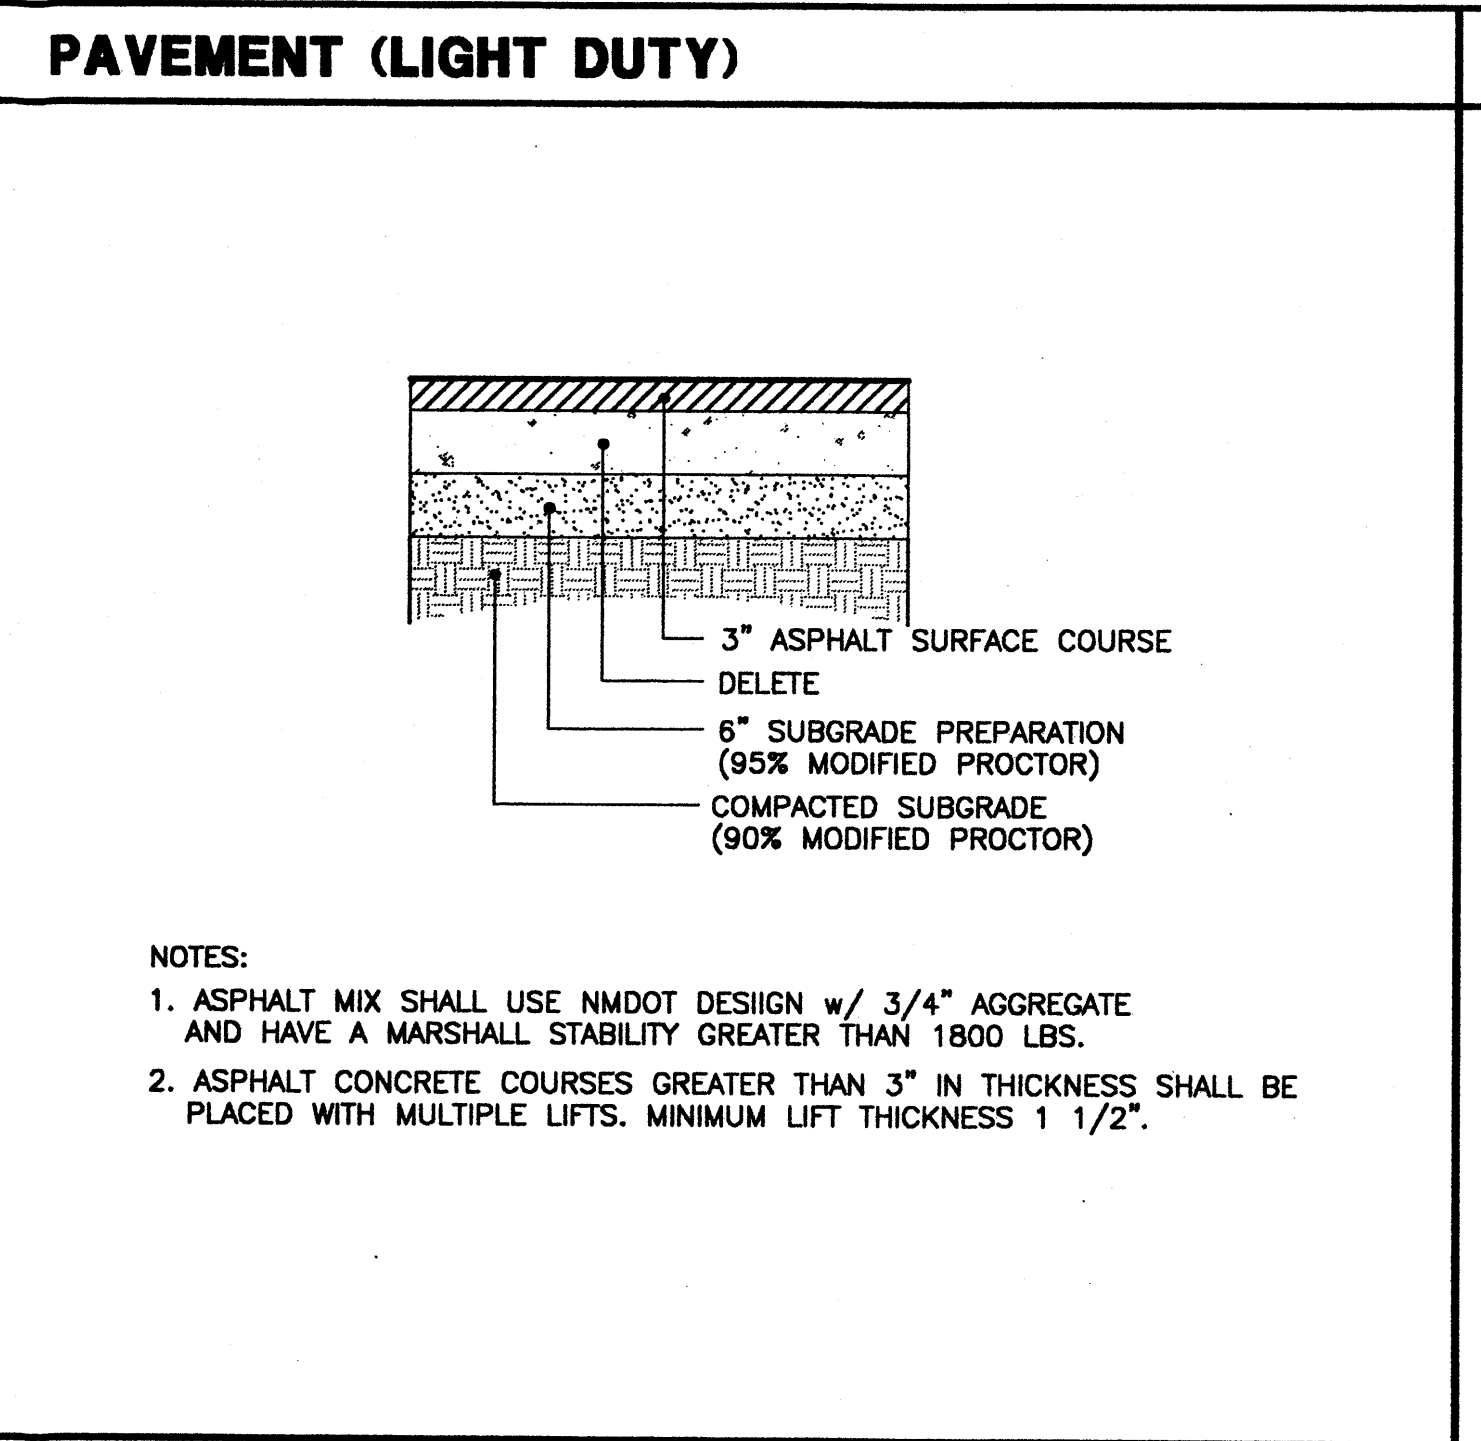 PAVEMENT (LIGHT DUTY)
3" ASPHALT SURFACE COURSE
DELETE
6" SUBGRADE PREPARATION
(95% MODIFIED PROCTOR)
COMPACTED SUBGRADE
(90% MODIFIED PROCTOR)
NOTES:
1. ASPHALT MIX SHALL USE NMDOT DESIIGN w/ 3/4" AGGREGATE
AND HAVE A MARSHALL STABILITY GREATER THAN 1800 LBS.
2. ASPHALT CONCRETE COURSES GREATER THAN 3" IN THICKNESS SHALL BE
PLACED WITH MULTIPLE LIFTS. MINIMUM LIFT THICKNESS 1 1/2".